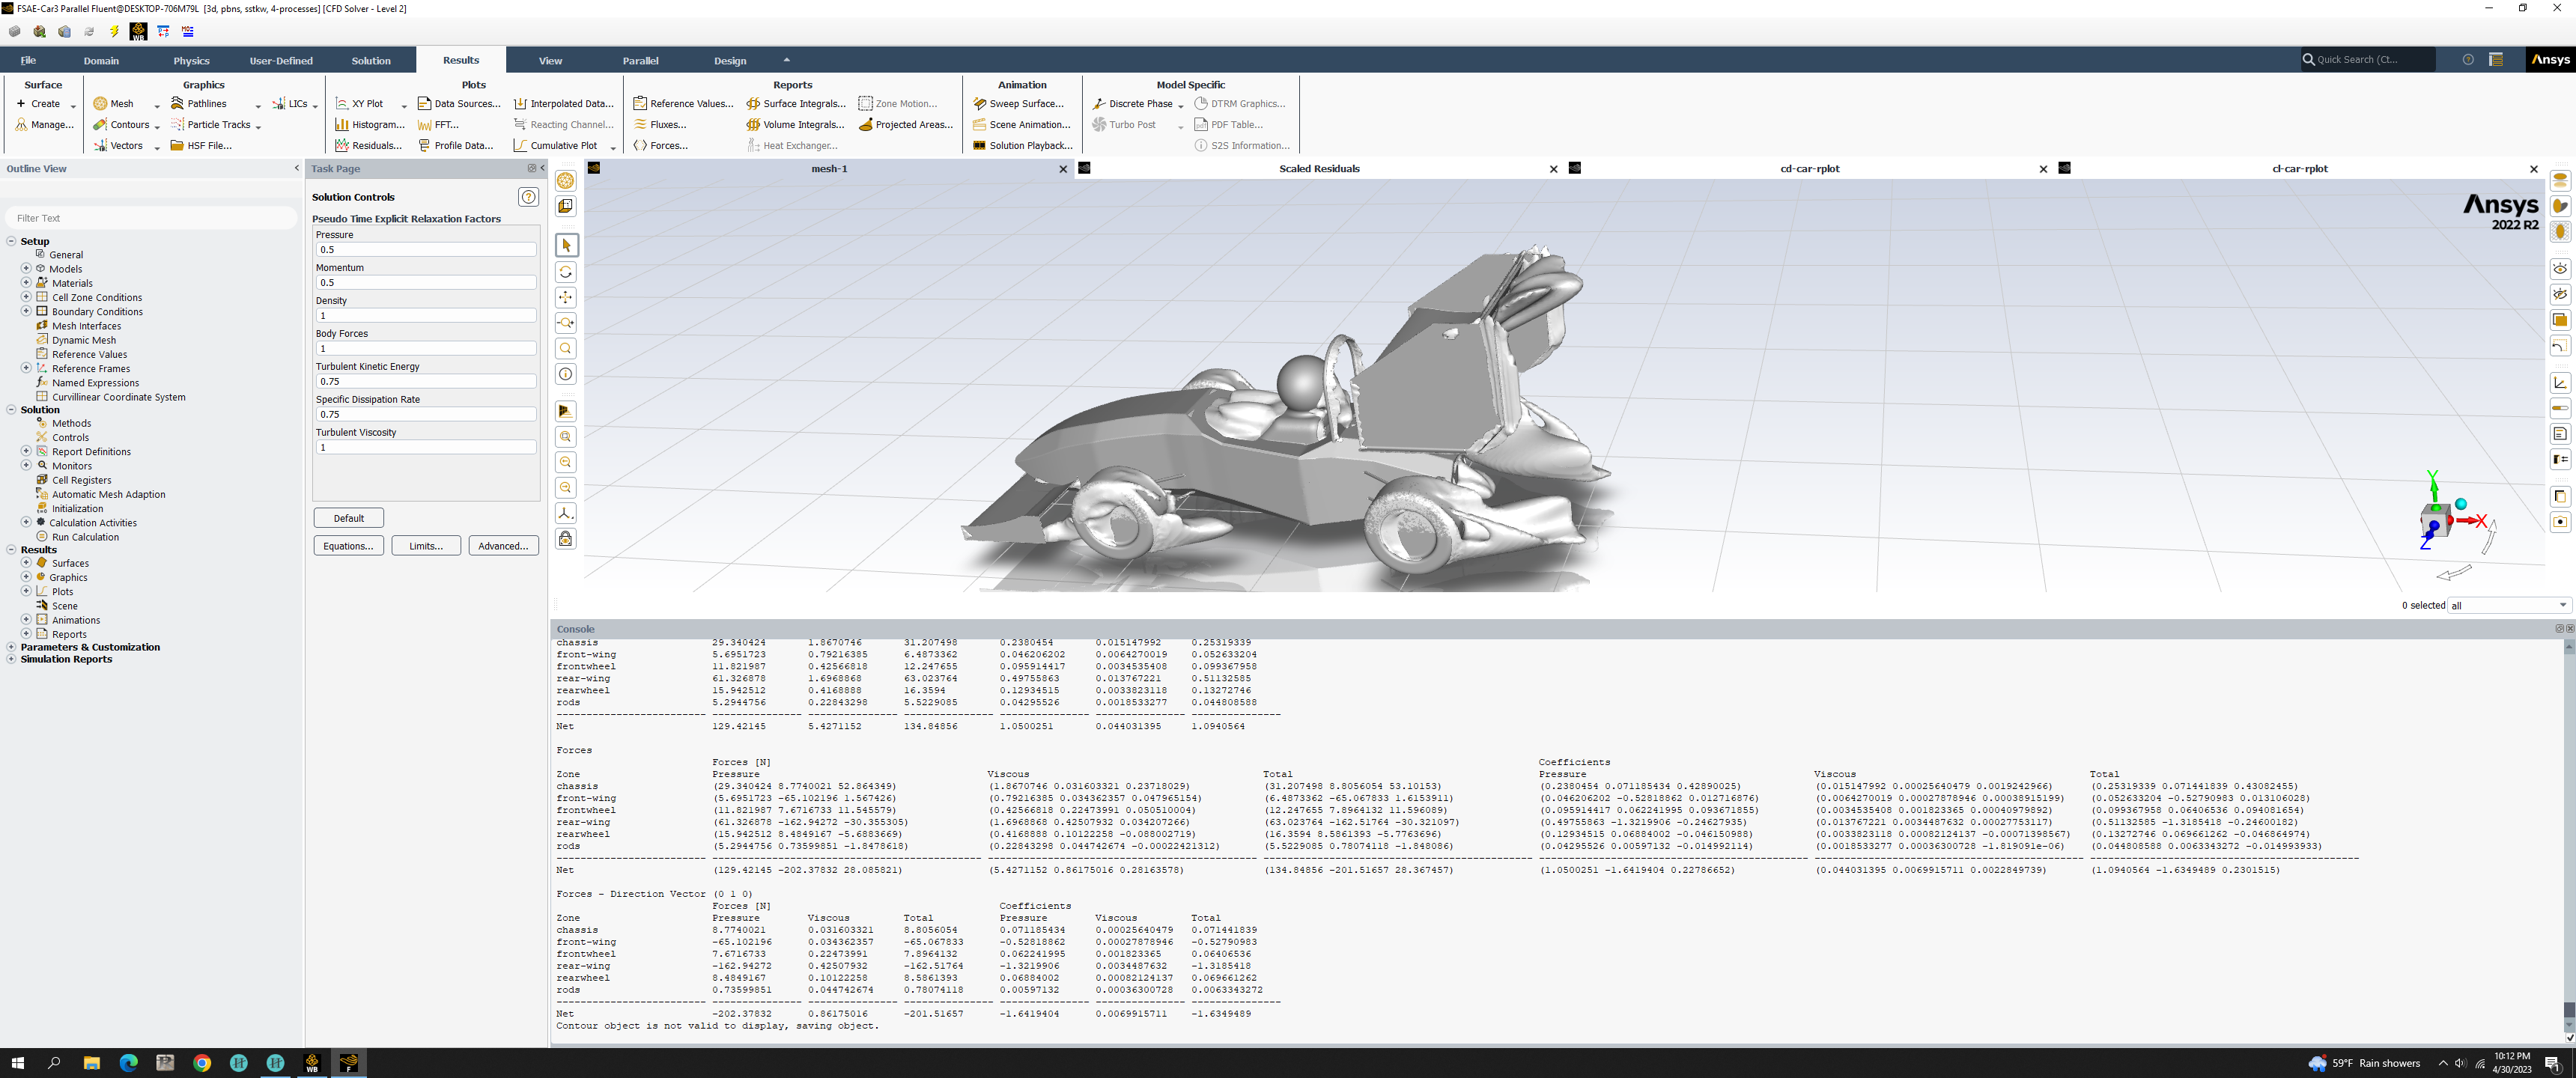 FSAE-Car3 Parallel Fluent@DESKTOP-706M79L [3d, pbns, sstkw, 4-processes] [CFD Solver - Level 2]
File Domain Physics User-Defined Solution Results View Parallel Design Quick Search (Ct... Ansys
Surface Graphics Plots Reports Animation Model Specific
Create Mesh Pathlines LICs XY Plot Data Sources... Interpolated Data... Reference Values... Surface Integrals... Zone Motion... Sweep Surface... Discrete Phase DTRM Graphics...
Manage... Contours Particle Tracks Histogram... FFT... Reacting Channel... Fluxes... Volume Integrals... Projected Areas... Scene Animation... Turbo Post PDF Table...
Vectors HSF File... Residuals... Profile Data... Cumulative Plot Forces... Heat Exchanger... Solution Playback... S2S Information...
Outline View
Filter Text
Setup
General
Models
Materials
Cell Zone Conditions
Boundary Conditions
Mesh Interfaces
Dynamic Mesh
Reference Values
Reference Frames
Named Expressions
Curvillinear Coordinate System
Solution
Methods
Controls
Report Definitions
Monitors
Cell Registers
Automatic Mesh Adaption
Initialization
Calculation Activities
Run Calculation
Results
Surfaces
Graphics
Plots
Scene
Animations
Reports
Parameters & Customization
Simulation Reports
Task Page
Solution Controls
Pseudo Time Explicit Relaxation Factors
Pressure
0.5
Momentum
0.5
Density
1
Body Forces
1
Turbulent Kinetic Energy
0.75
Specific Dissipation Rate
0.75
Turbulent Viscosity
1
Default
Equations... Limits... Advanced...
mesh-1 Scaled Residuals cd-car-rplot cl-car-rplot
Ansys
2022 R2
Y
X
Z
0 selected all
Console
chassis 29.340424 1.8670746 31.207498 0.2380454 0.015147992 0.25319339
front-wing 5.6951723 0.79216385 6.4873362 0.046206202 0.0064270019 0.052633204
frontwheel 11.821987 0.42566818 12.247655 0.095914417 0.0034535408 0.099367958
rear-wing 61.326878 1.6968868 63.023764 0.49755863 0.013767221 0.51132585
rearwheel 15.942512 0.4168888 16.3594 0.12934515 0.0033823118 0.13272746
rods 5.2944756 0.22843298 5.5229085 0.04295526 0.0018533277 0.044808588
Net 129.42145 5.4271152 134.84856 1.0500251 0.044031395 1.0940564
Forces
Forces [N] Coefficients
Zone Pressure Viscous Total Pressure Viscous Total
chassis (29.340424 8.7740021 52.864349) (1.8670746 0.031603321 0.23718029) (31.207498 8.8056054 53.10153) (0.2380454 0.071185434 0.42890025) (0.015147992 0.00025640479 0.0019242966) (0.25319339 0.071441839 0.43082455)
front-wing (5.6951723 -65.102196 1.567426) (0.79216385 0.034362357 0.047965154) (6.4873362 -65.067833 1.6153911) (0.046206202 -0.52818862 0.012716876) (0.0064270019 0.00027878946 0.00038915199) (0.052633204 -0.52790983 0.013106028)
frontwheel (11.821987 7.6716733 11.545579) (0.42566818 0.22473991 0.050510004) (12.247655 7.8964132 11.596089) (0.095914417 0.062241995 0.093671855) (0.0034535408 0.001823365 0.00040979892) (0.099367958 0.06406536 0.094081654)
rear-wing (61.326878 -162.94272 -30.355305) (1.6968868 0.42507932 0.034207266) (63.023764 -162.51764 -30.321097) (0.49755863 -1.3219906 -0.24627935) (0.013767221 0.0034487632 0.00027753117) (0.51132585 -1.3185418 -0.24600182)
rearwheel (15.942512 8.4849167 -5.6883669) (0.4168888 0.10122258 -0.088002719) (16.3594 8.5861393 -5.7763696) (0.12934515 0.06884002 -0.046150988) (0.0033823118 0.00082124137 -0.00071398567) (0.13272746 0.069661262 -0.046864974)
rods (5.2944756 0.73599851 -1.8478618) (0.22843298 0.044742674 -0.00022421312) (5.5229085 0.78074118 -1.848086) (0.04295526 0.00597132 -0.014992114) (0.0018533277 0.00036300728 -1.819091e-06) (0.044808588 0.0063343272 -0.014993933)
Net (129.42145 -202.37832 28.085821) (5.4271152 0.86175016 0.28163578) (134.84856 -201.51657 28.367457) (1.0500251 -1.6419404 0.22786652) (0.044031395 0.0069915711 0.0022849739) (1.0940564 -1.6349489 0.2301515)
Forces - Direction Vector (0 1 0)
Forces [N] Coefficients
Zone Pressure Viscous Total Pressure Viscous Total
chassis 8.7740021 0.031603321 8.8056054 0.071185434 0.00025640479 0.071441839
front-wing -65.102196 0.034362357 -65.067833 -0.52818862 0.00027878946 -0.52790983
frontwheel 7.6716733 0.22473991 7.8964132 0.062241995 0.001823365 0.06406536
rear-wing -162.94272 0.42507932 -162.51764 -1.3219906 0.0034487632 -1.3185418
rearwheel 8.4849167 0.10122258 8.5861393 0.06884002 0.00082124137 0.069661262
rods 0.73599851 0.044742674 0.78074118 0.00597132 0.00036300728 0.0063343272
Net -202.37832 0.86175016 -201.51657 -1.6419404 0.0069915711 -1.6349489
Contour object is not valid to display, saving object.
59°F Rain showers 10:12 PM
4/30/2023